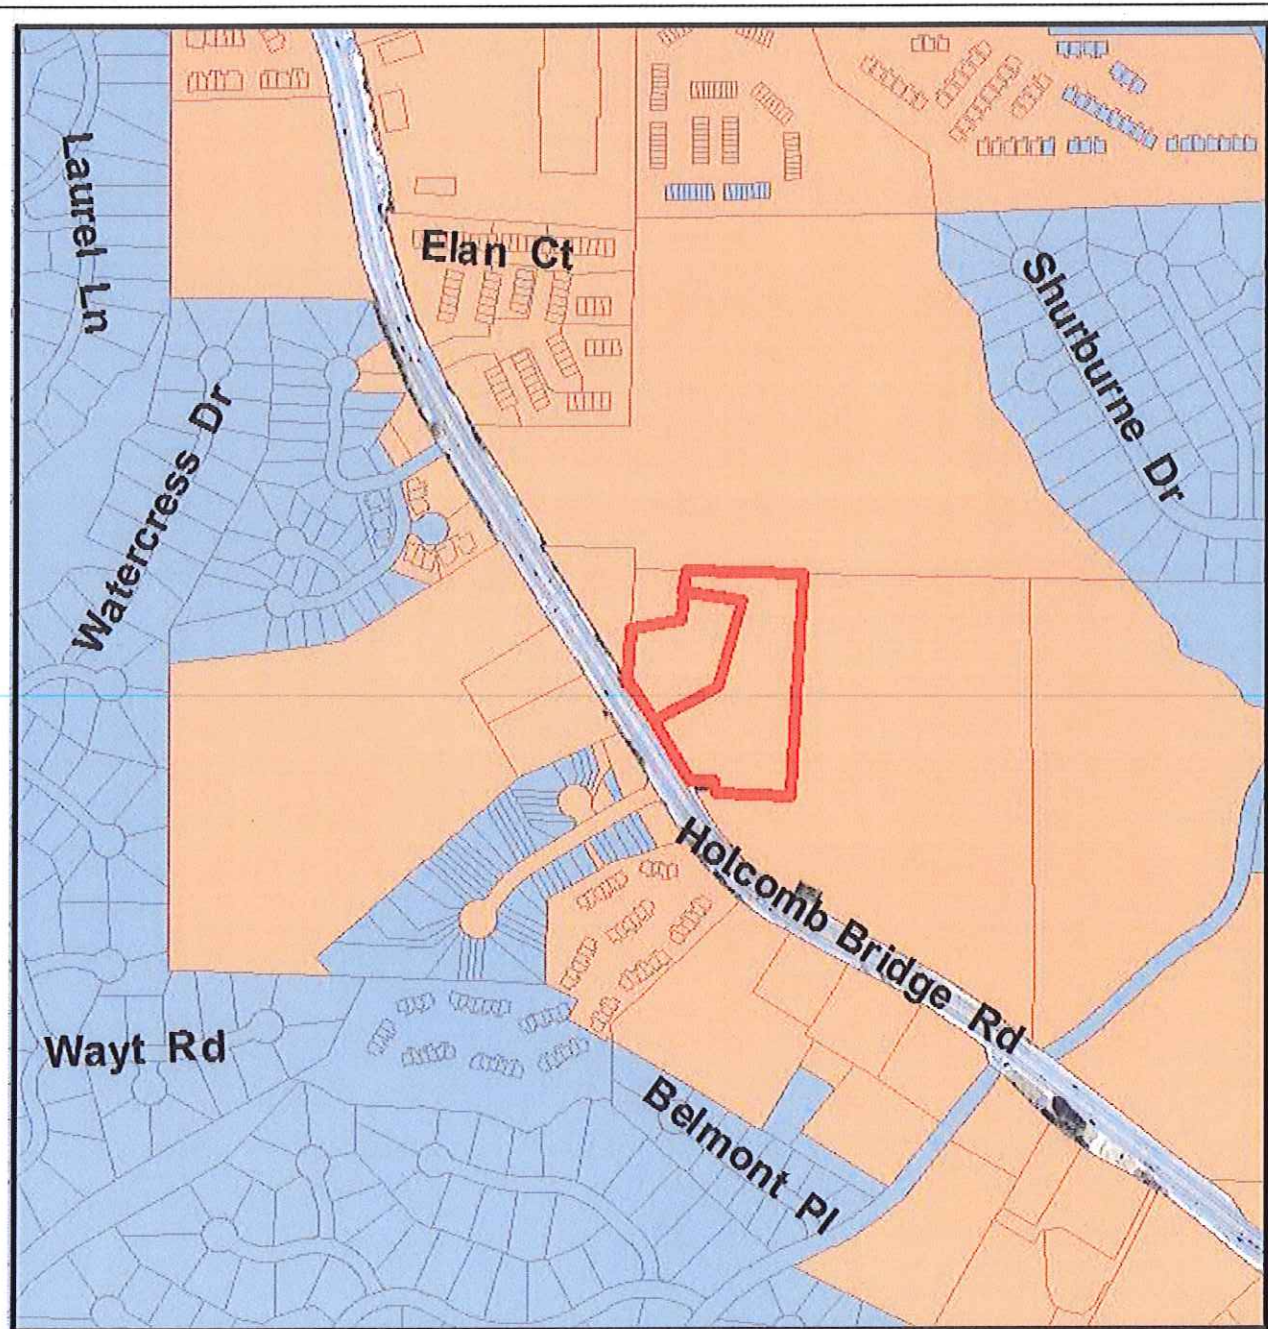 Laurel Ln
Elan Ct
Shurburne Dr
Watercress Dr
Holcomb Bridge Rd
Wayt Rd
Belmont Pl